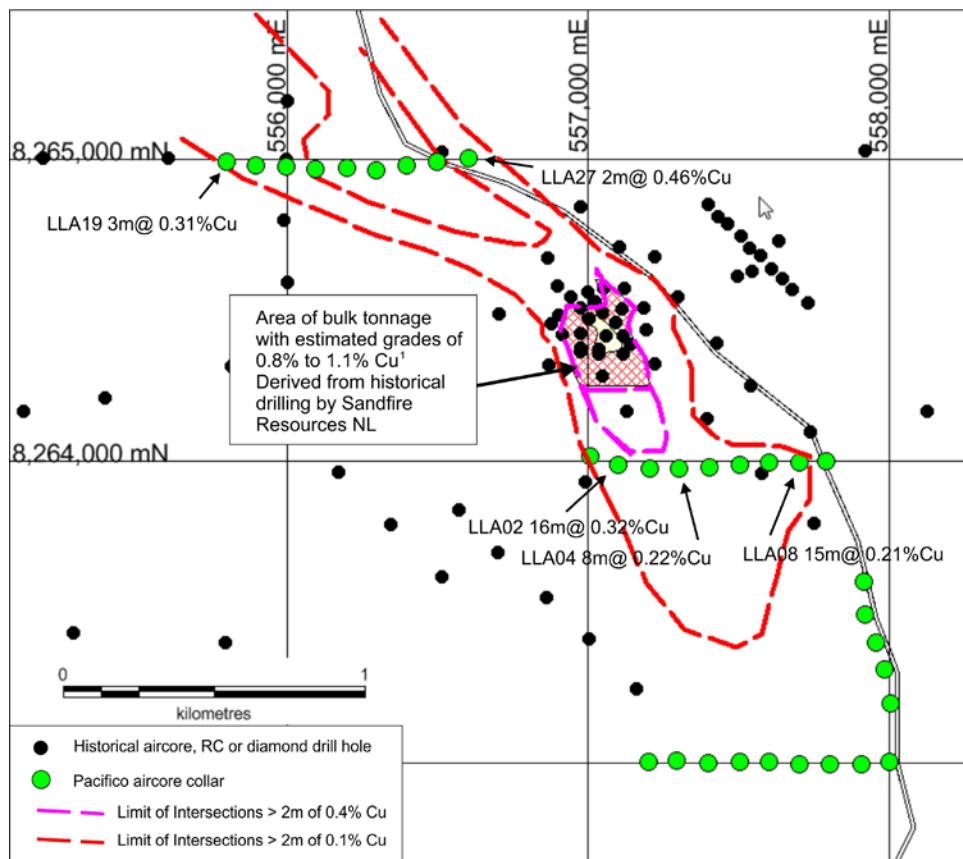 556,000 mE
557,000 mE
558,000 mE
8,265,000 mN
LLA27 2m@ 0.46%Cu
LLA19 3m@ 0.31%Cu
Area of bulk tonnage
with estimated grades of
0.8% to 1.1% Cu¹
Derived from historical
drilling by Sandfire
Resources NL
8,264,000 mN
LLA02 16m@ 0.32%Cu
LLA04 8m@ 0.22%Cu
LLA08 15m@ 0.21%Cu
0 1
kilometres
Historical aircore, RC or diamond drill hole
Pacifico aircore collar
Limit of Intersections > 2m of 0.4% Cu
Limit of Intersections > 2m of 0.1% Cu